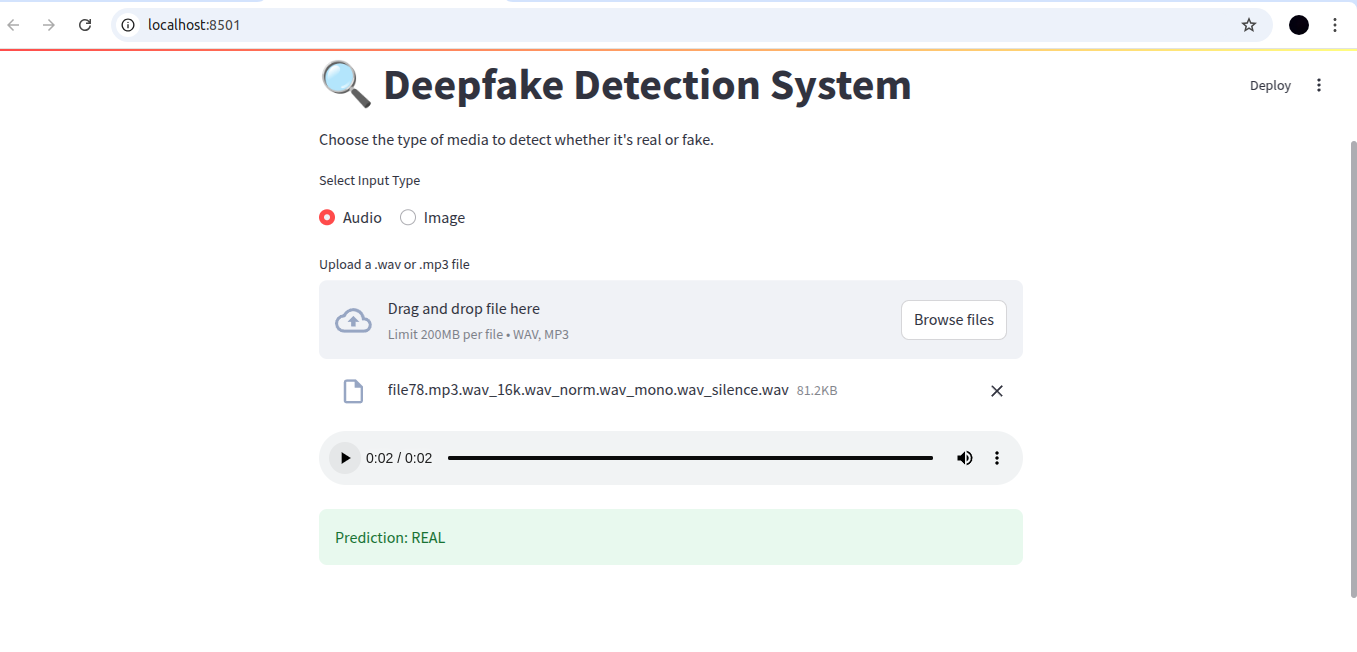 localhost:8501
Deepfake Detection System
Deploy
Choose the type of media to detect whether it's real or fake.
Select Input Type
Audio Image
Upload a .wav or .mp3 file
Drag and drop file here
Limit 200MB per file • WAV, MP3
Browse files
file78.mp3.wav_16k.wav_norm.wav_mono.wav_silence.wav 81.2KB
0:02 / 0:02
Prediction: REAL